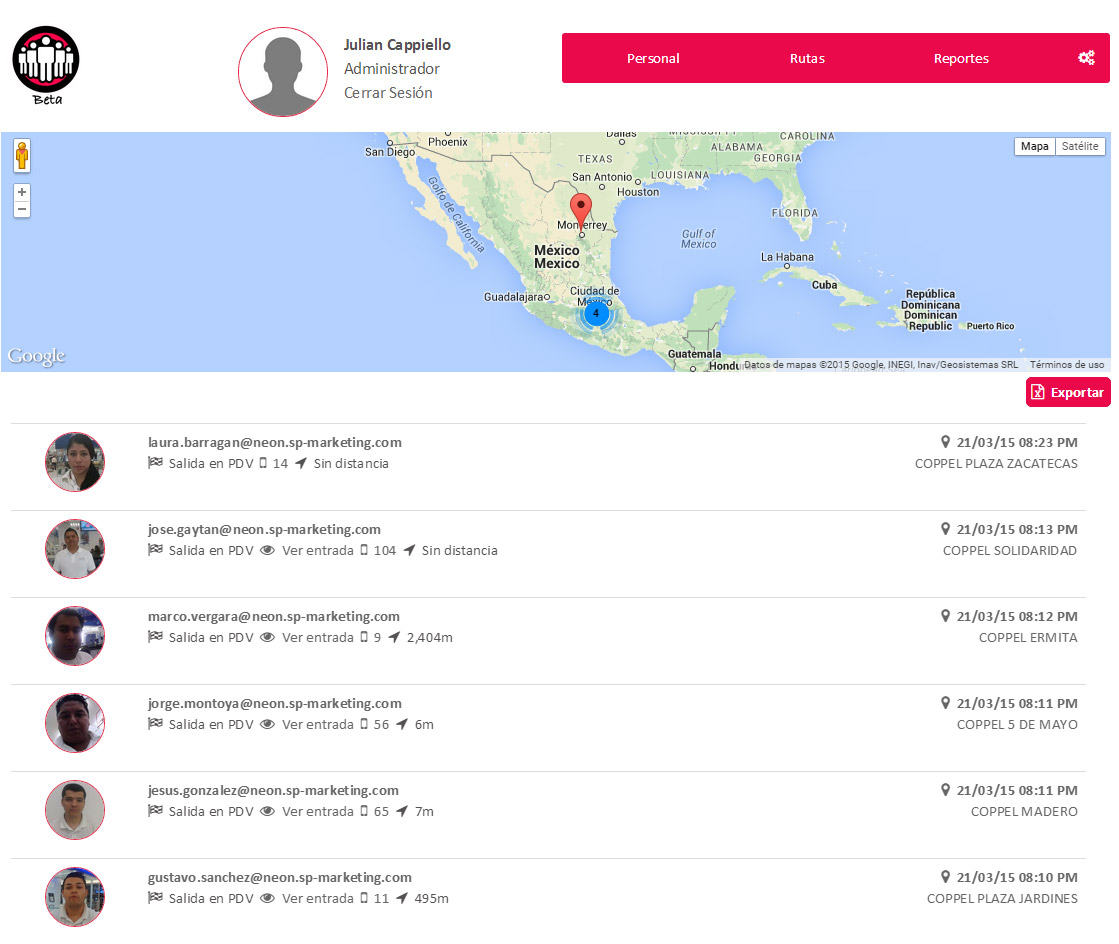 Beta
Julian Cappiello
Administrador
Cerrar Sesión
Personal
Rutas
Reportes
Mapa
Satélite
San Diego
Phoenix
Dallas
MISSISSIPPI
ALABAMA
CAROLINA
GEORGIA
TEXAS
San Antonio
LOUISIANA
Houston
Golfo de California
FLORIDA
Monterrey
Gulf of
Mexico
México
Mexico
La Habana
Cuba
Guadalajara
Ciudad de
México
4
República
Dominicana
Dominican
Republic
Puerto Rico
Guatemala
Hondu
Google
Datos de mapas ©2015 Google, INEGI, Inav/Geosistemas SRL
Términos de uso
Exportar
laura.barragan@neon.sp-marketing.com
21/03/15 08:23 PM
Salida en PDV 14 Sin distancia
COPPEL PLAZA ZACATECAS
jose.gaytan@neon.sp-marketing.com
21/03/15 08:13 PM
Salida en PDV Ver entrada 104 Sin distancia
COPPEL SOLIDARIDAD
marco.vergara@neon.sp-marketing.com
21/03/15 08:12 PM
Salida en PDV Ver entrada 9 2,404m
COPPEL ERMITA
jorge.montoya@neon.sp-marketing.com
21/03/15 08:11 PM
Salida en PDV Ver entrada 56 6m
COPPEL 5 DE MAYO
jesus.gonzalez@neon.sp-marketing.com
21/03/15 08:11 PM
Salida en PDV Ver entrada 65 7m
COPPEL MADERO
gustavo.sanchez@neon.sp-marketing.com
21/03/15 08:10 PM
Salida en PDV Ver entrada 11 495m
COPPEL PLAZA JARDINES